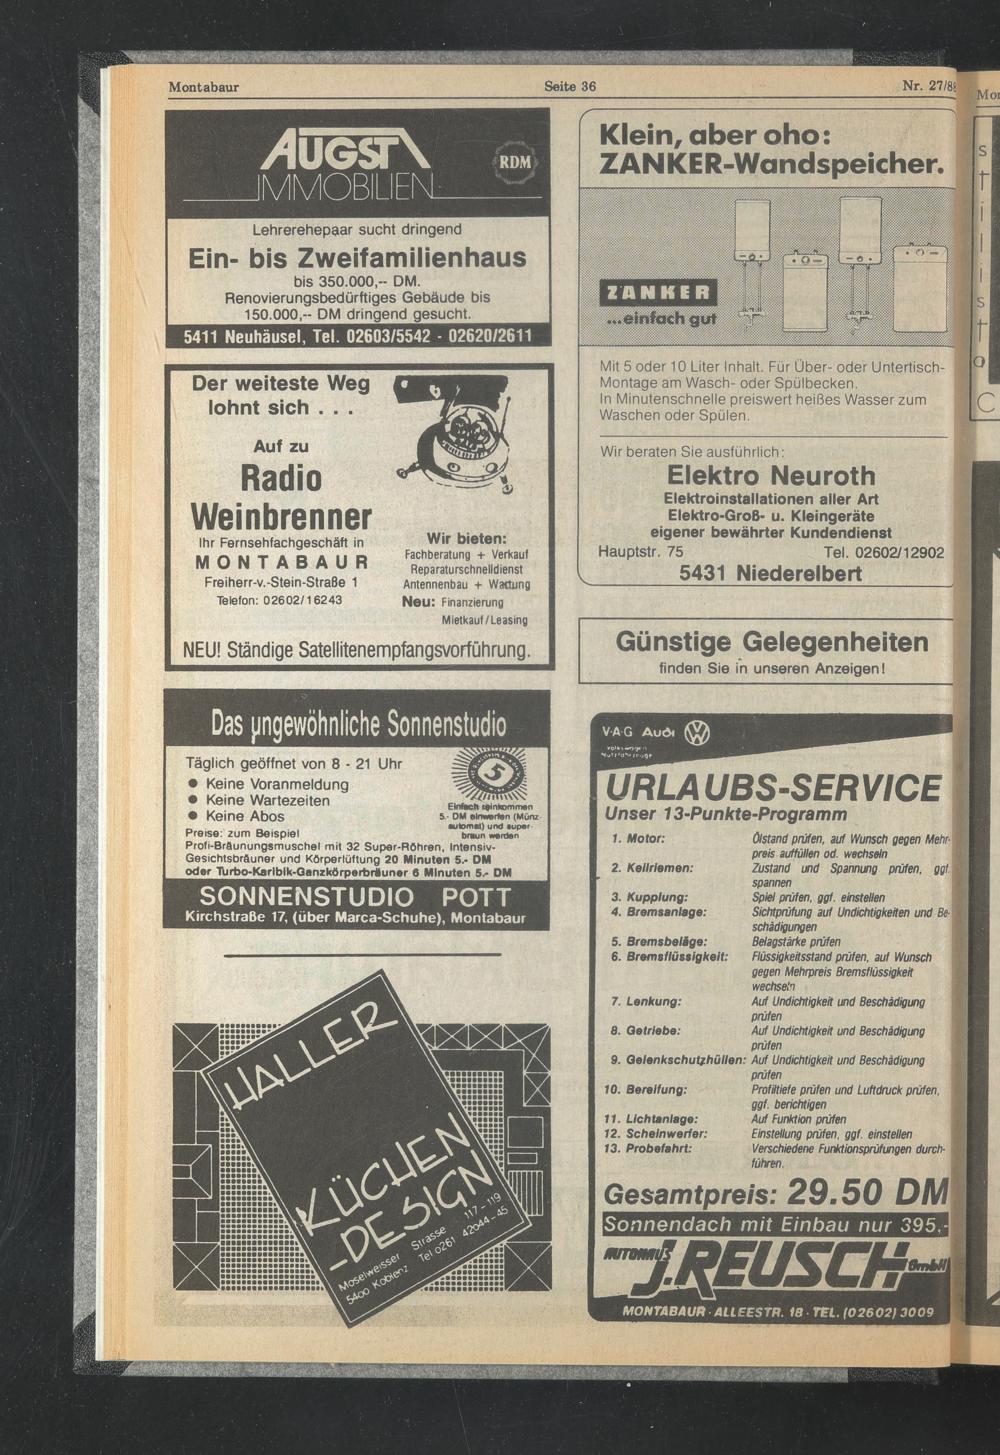 Montabaur
Seite 36
Nr. 27/88
AUGST
IMMOBILIEN
RDM
Lehrerehepaar sucht dringend
Ein- bis Zweifamilienhaus
bis 350.000,-- DM.
Renovierungsbedürftiges Gebäude bis
150.000,-- DM dringend gesucht.
5411 Neuhäusel, Tel. 02603/5542 - 02620/2611
Der weiteste Weg
lohnt sich . . .
Auf zu
Radio
Weinbrenner
Ihr Fernsehfachgeschäft in
MONTABAUR
Freiherr-v.-Stein-Straße 1
Telefon: 02602/16243
Wir bieten:
Fachberatung + Verkauf
Reparaturschnelldienst
Antennenbau + Wartung
Neu: Finanzierung
Mietkauf/Leasing
NEU! Ständige Satellitenempfangsvorführung.
Das ungewöhnliche Sonnenstudio
Täglich geöffnet von 8 - 21 Uhr
● Keine Voranmeldung
● Keine Wartezeiten
● Keine Abos
5
Einfach reinkommen
5.- DM einwerfen (Münz-
automat) und super-
braun werden
Preise: zum Beispiel
Profi-Bräunungsmuschel mit 32 Super-Röhren, Intensiv-
Gesichtsbräuner und Körperlüftung 20 Minuten 5.- DM
oder Turbo-Karibik-Ganzkörperbräuner 6 Minuten 5.- DM
SONNENSTUDIO POTT
Kirchstraße 17, (über Marca-Schuhe), Montabaur
HALLER
KÜCHEN
-DESIGN
Moselweisser Strasse 117-119
5400 Koblenz Tel 0261 42044-45
Klein, aber oho:
ZANKER-Wandspeicher.
ZANKER
...einfach gut
Mit 5 oder 10 Liter Inhalt. Für Über- oder Untertisch-
Montage am Wasch- oder Spülbecken.
In Minutenschnelle preiswert heißes Wasser zum
Waschen oder Spülen.
Wir beraten Sie ausführlich:
Elektro Neuroth
Elektroinstallationen aller Art
Elektro-Groß- u. Kleingeräte
eigener bewährter Kundendienst
Hauptstr. 75 Tel. 02602/12902
5431 Niederelbert
Günstige Gelegenheiten
finden Sie in unseren Anzeigen!
V·A·G Audi
URLAUBS-SERVICE
Unser 13-Punkte-Programm
1. Motor: Ölstand prüfen, auf Wunsch gegen Mehr-
preis auffüllen od. wechseln
2. Keilriemen: Zustand und Spannung prüfen, ggf.
spannen
3. Kupplung: Spiel prüfen, ggf. einstellen
4. Bremsanlage: Sichtprüfung auf Undichtigkeiten und Be-
schädigungen
5. Bremsbeläge: Belagstärke prüfen
6. Bremsflüssigkeit: Flüssigkeitsstand prüfen, auf Wunsch
gegen Mehrpreis Bremsflüssigkeit
wechseln
7. Lenkung: Auf Undichtigkeit und Beschädigung
prüfen
8. Getriebe: Auf Undichtigkeit und Beschädigung
prüfen
9. Gelenkschutzhüllen: Auf Undichtigkeit und Beschädigung
prüfen
10. Bereifung: Profiltiefe prüfen und Luftdruck prüfen,
ggf. berichtigen
11. Lichtanlage: Auf Funktion prüfen
12. Scheinwerfer: Einstellung prüfen, ggf. einstellen
13. Probefahrt: Verschiedene Funktionsprüfungen durch-
führen.
Gesamtpreis: 29.50 DM
Sonnendach mit Einbau nur 395,-
AUTOHAUS
J. REUSCH GmbH
MONTABAUR · ALLEESTR. 18 · TEL. (02602) 3009